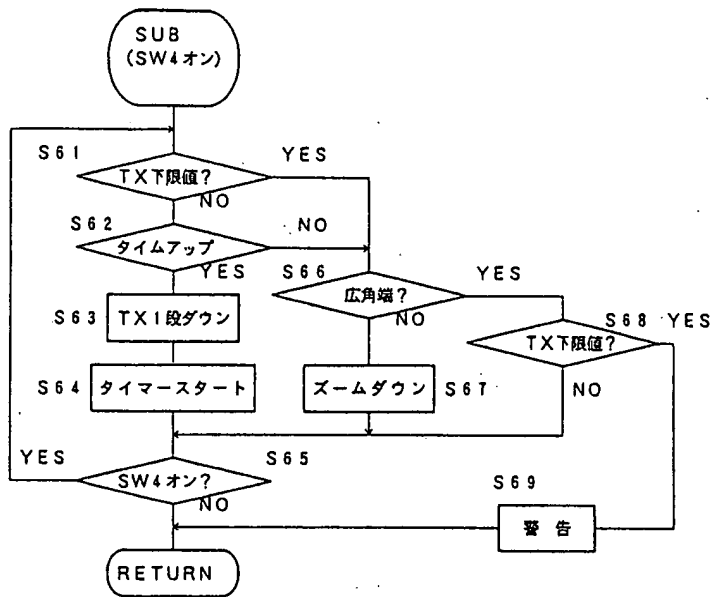 SUB
(SW4オン)
S61
TX下限値?
YES
NO
S62
タイムアップ
NO
YES
S63
TX1段ダウン
S64
タイマースタート
S65
SW4オン?
YES
NO
RETURN
S66
広角端?
YES
NO
ズームダウン
S67
S68
TX下限値?
YES
NO
S69
警告